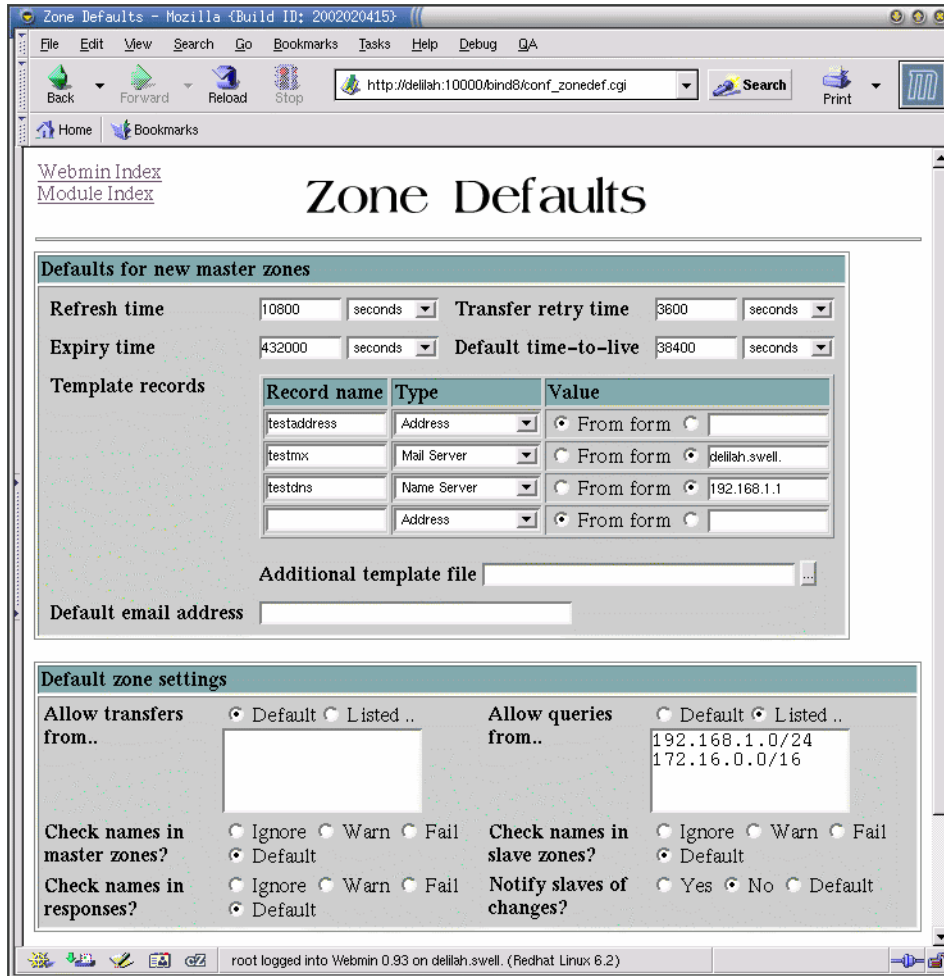 Zone Defaults - Mozilla {Build ID: 2002020415}
File Edit View Search Go Bookmarks Tasks Help Debug QA
Back Forward Reload Stop http://delilah:10000/bind8/conf_zonedef.cgi Search Print
Home Bookmarks
Webmin Index
Module Index
Zone Defaults
Defaults for new master zones
Refresh time 10800 seconds Transfer retry time 3600 seconds
Expiry time 432000 seconds Default time-to-live 38400 seconds
Template records
Record name Type Value
testaddress Address From form
testmx Mail Server From form delilah.swell.
testdns Name Server From form 192.168.1.1
Address From form
Additional template file ...
Default email address
Default zone settings
Allow transfers from.. Default Listed ..
Allow queries from.. Default Listed ..
192.168.1.0/24
172.16.0.0/16
Check names in master zones? Ignore Warn Fail Default
Check names in slave zones? Ignore Warn Fail Default
Check names in responses? Ignore Warn Fail Default
Notify slaves of changes? Yes No Default
root logged into Webmin 0.93 on delilah.swell. (Redhat Linux 6.2)